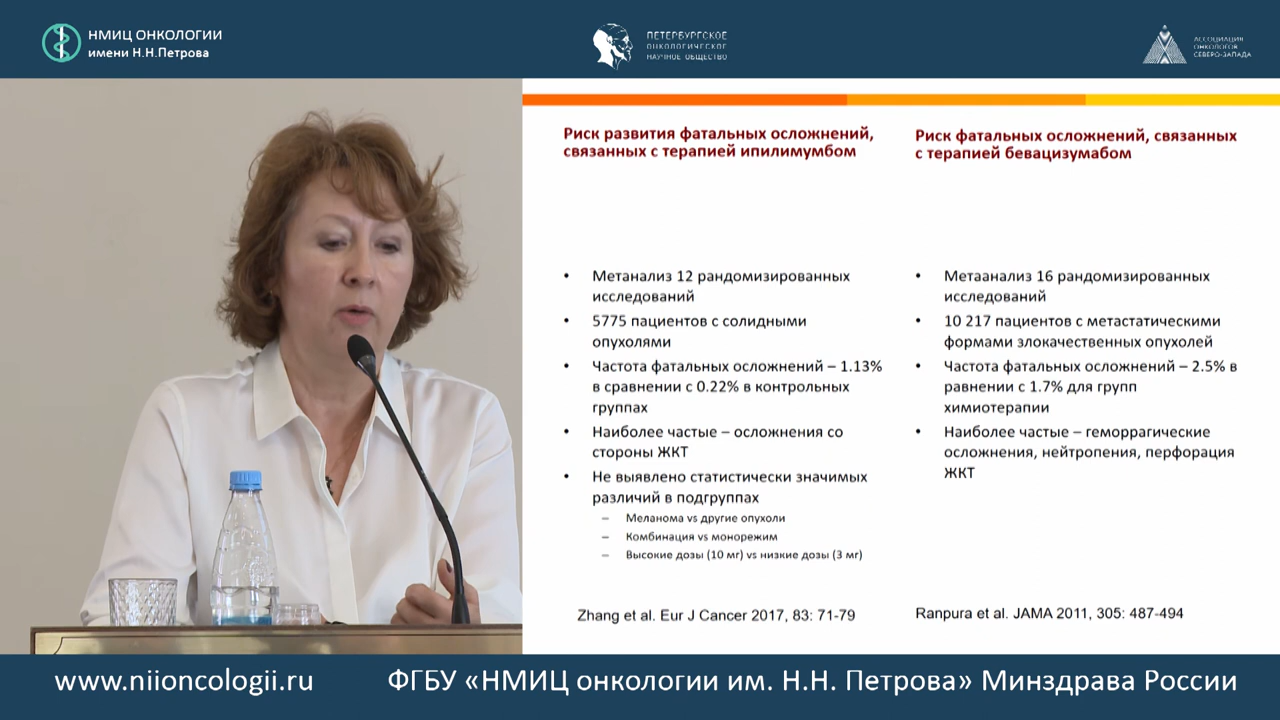 НМИЦ ОНКОЛОГИИ
имени Н.Н.Петрова
ПЕТЕРБУРГСКОЕ
ОНКОЛОГИЧЕСКОЕ
НАУЧНОЕ ОБЩЕСТВО
АССОЦИАЦИЯ
ОНКОЛОГОВ
СЕВЕРО-ЗАПАДА
Риск развития фатальных осложнений,
связанных с терапией ипилимумбом
• Метанализ 12 рандомизированных
исследований
• 5775 пациентов с солидными
опухолями
• Частота фатальных осложнений – 1.13%
в сравнении с 0.22% в контрольных
группах
• Наиболее частые – осложнения со
стороны ЖКТ
• Не выявлено статистически значимых
различий в подгруппах
– Меланома vs другие опухоли
– Комбинация vs монорежим
– Высокие дозы (10 мг) vs низкие дозы (3 мг)
Zhang et al. Eur J Cancer 2017, 83: 71-79
Риск фатальных осложнений, связанных
с терапией бевацизумабом
• Метаанализ 16 рандомизированных
исследований
• 10 217 пациентов с метастатическими
формами злокачественных опухолей
• Частота фатальных осложнений – 2.5% в
равнении с 1.7% для групп
химиотерапии
• Наиболее частые – геморрагические
осложнения, нейтропения, перфорация
ЖКТ
Ranpura et al. JAMA 2011, 305: 487-494
www.niioncologii.ru
ФГБУ «НМИЦ онкологии им. Н.Н. Петрова» Минздрава России